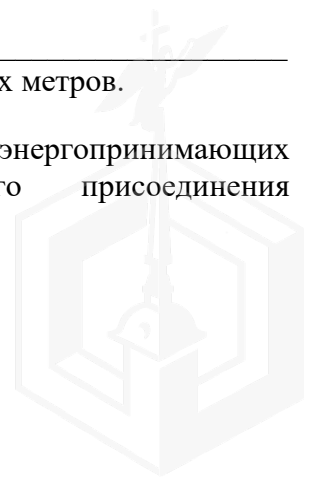 х метров.
энергопринимающих
го присоединения